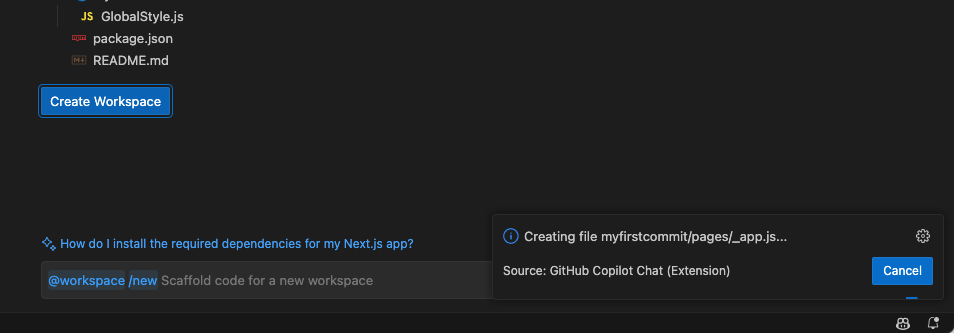 JS GlobalStyle.js
package.json
README.md
Create Workspace
How do I install the required dependencies for my Next.js app?
@workspace /new Scaffold code for a new workspace
Creating file myfirstcommit/pages/_app.js...
Source: GitHub Copilot Chat (Extension)
Cancel